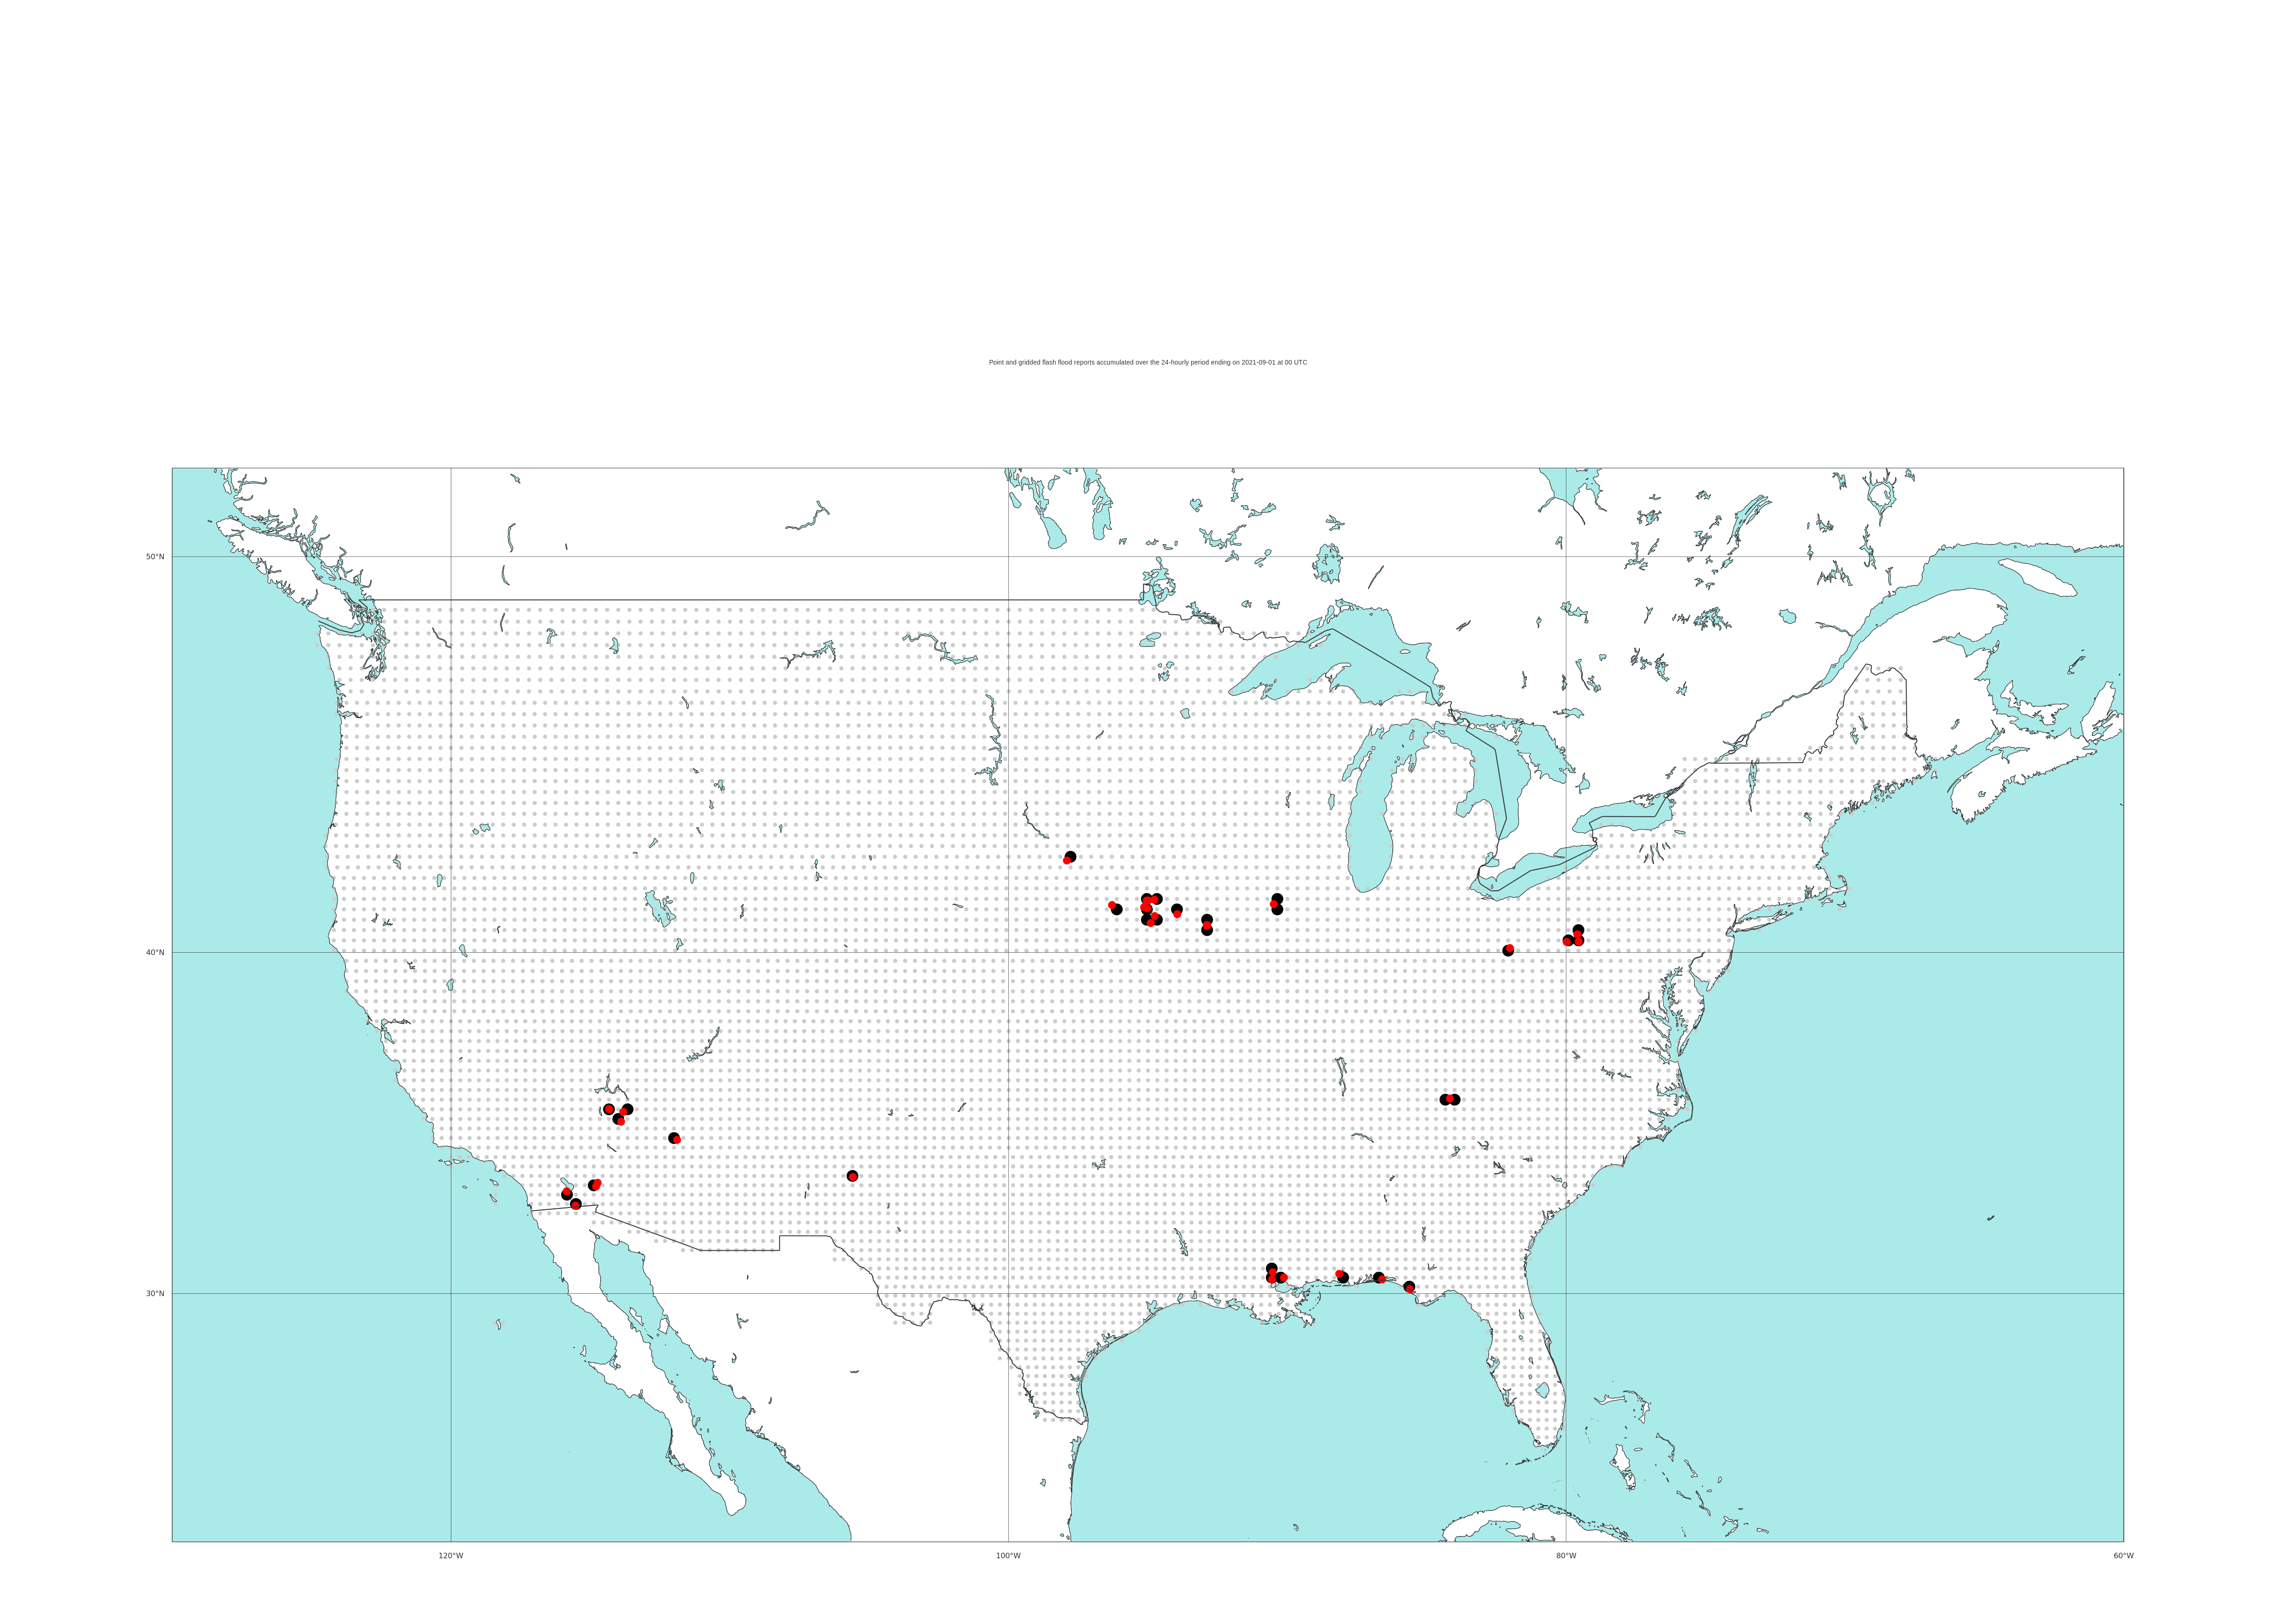 Point and gridded flash flood reports accumulated over the 24-hourly period ending on 2021-09-01 at 00 UTC
50°N
40°N
30°N
120°W
100°W
80°W
60°W